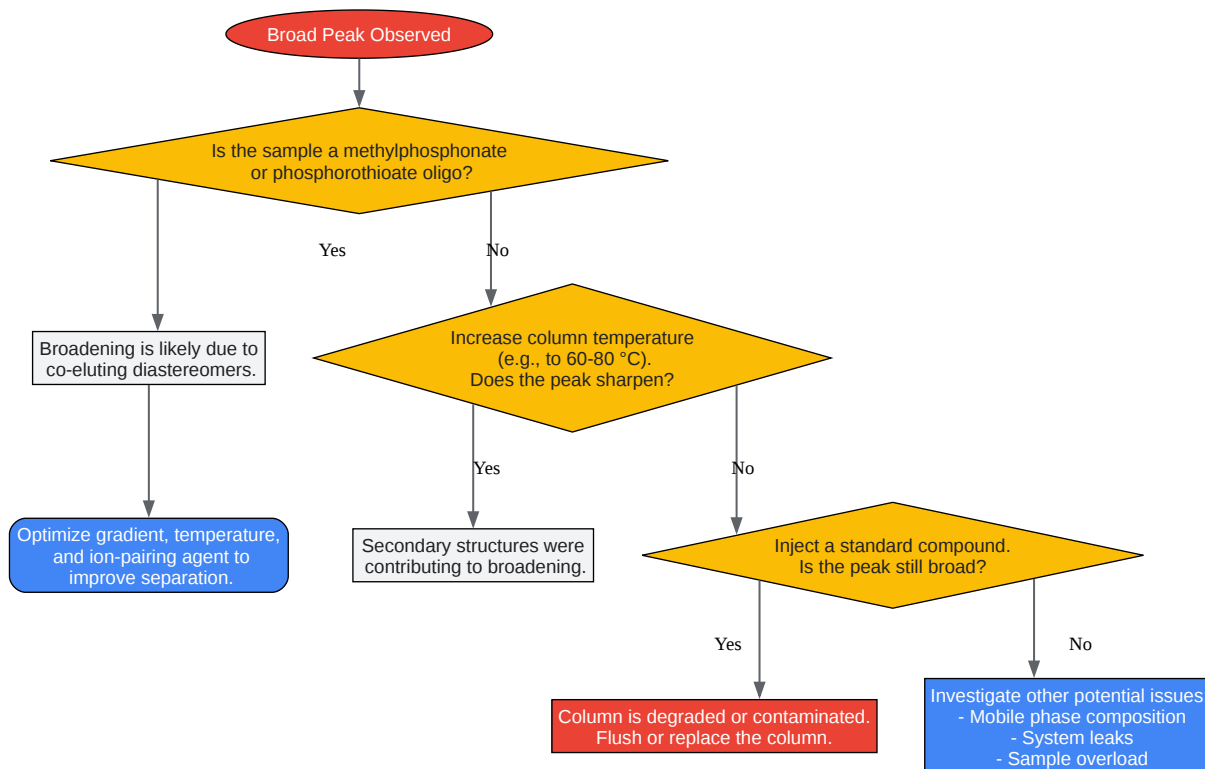 Broad Peak Observed
Is the sample a methylphosphonate
or phosphorothioate oligo?
Yes
No
Broadening is likely due to
co-eluting diastereomers.
Increase column temperature
(e.g., to 60-80 °C).
Does the peak sharpen?
Yes
No
Optimize gradient, temperature,
and ion-pairing agent to
improve separation.
Secondary structures were
contributing to broadening.
Inject a standard compound.
Is the peak still broad?
Yes
No
Column is degraded or contaminated.
Flush or replace the column.
Investigate other potential issues
- Mobile phase composition
- System leaks
- Sample overload